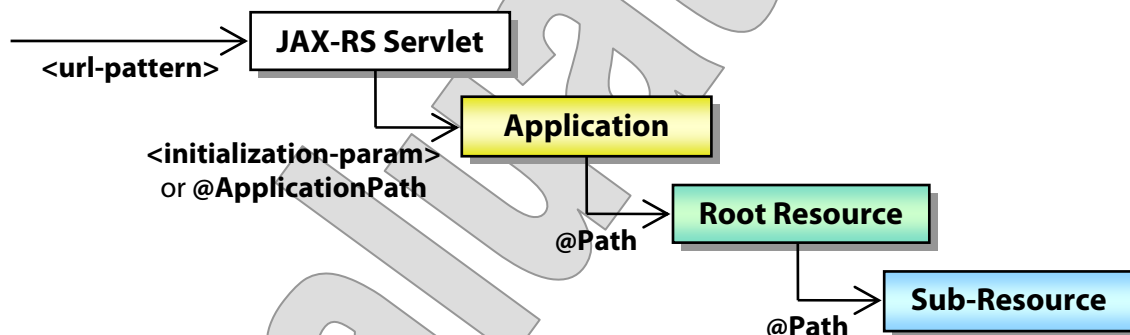 JAX-RS Servlet
<url-pattern>
Application
<initialization-param>
or @ApplicationPath
Root Resource
@Path
Sub-Resource
@Path